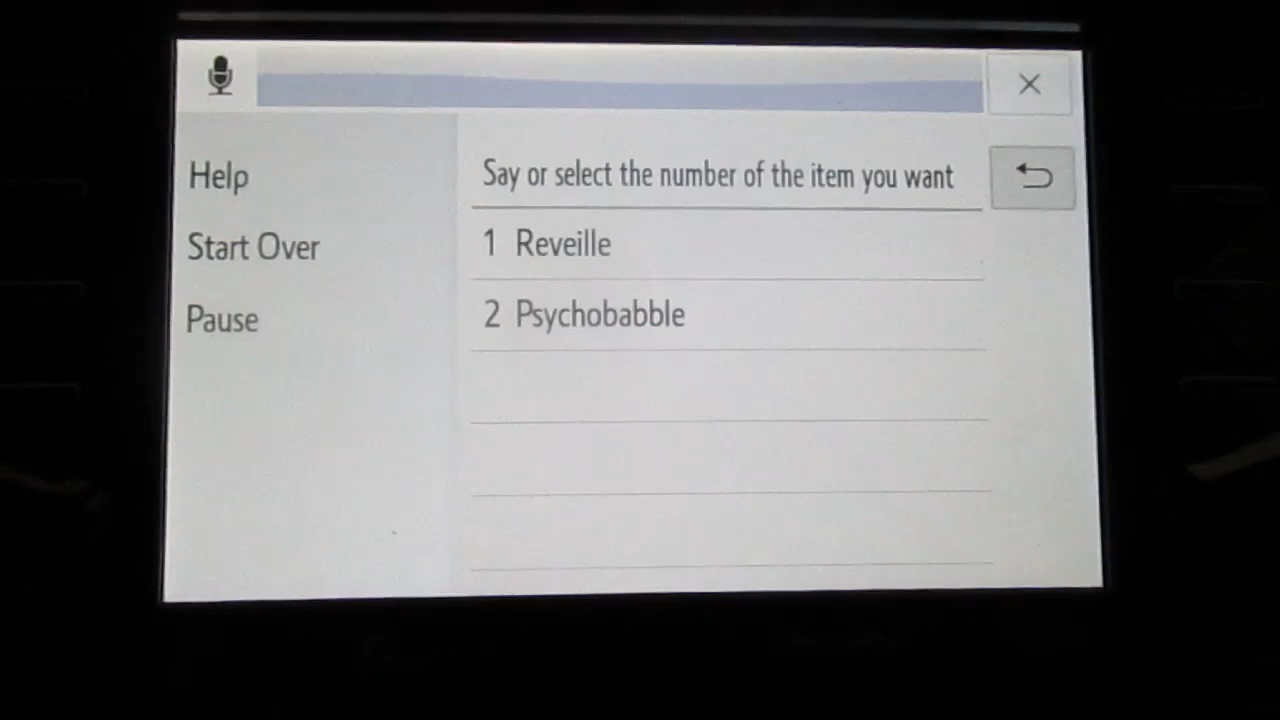 Help
Start Over
Pause
Say or select the number of the item you want
1 Reveille
2 Psychobabble